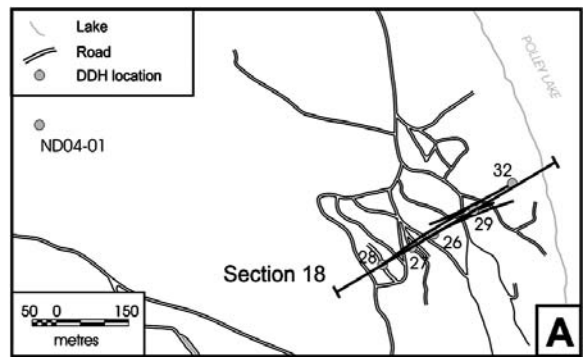 Lake
Road
DDH location
POLLEY LAKE
ND04-01
32
29
26
27
28
Section 18
50 0 150
metres
A